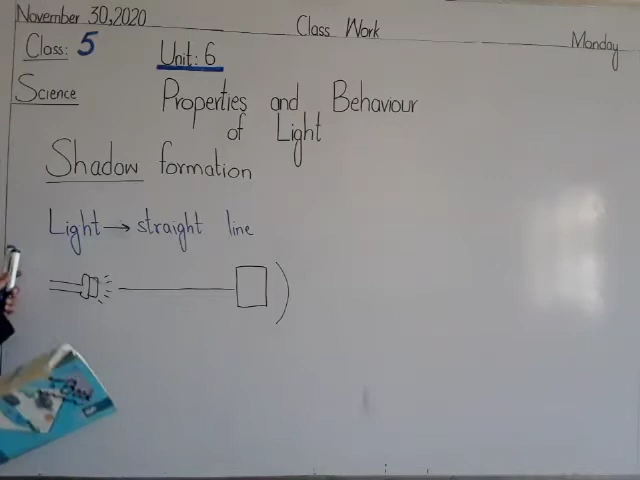 November 30, 2020
Class Work
Monday
Class: 5
Unit: 6
Science
Properties and Behaviour
of Light
Shadow formation
Light → straight line